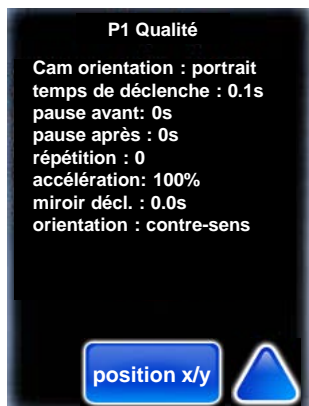 P1 Qualité
Cam orientation : portrait
temps de déclenche : 0.1s
pause avant: 0s
pause après : 0s
répétition : 0
accélération: 100%
miroir décl. : 0.0s
orientation : contre-sens
position x/y